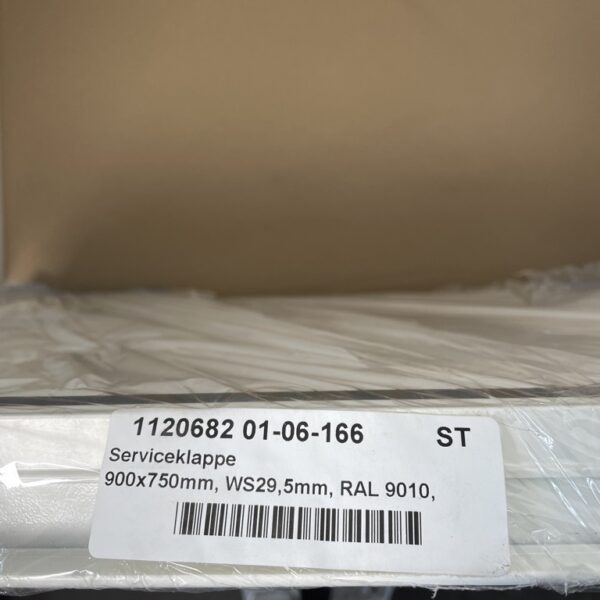 1120682 01-06-166 ST
Serviceklappe
900x750mm, WS29,5mm, RAL 9010,